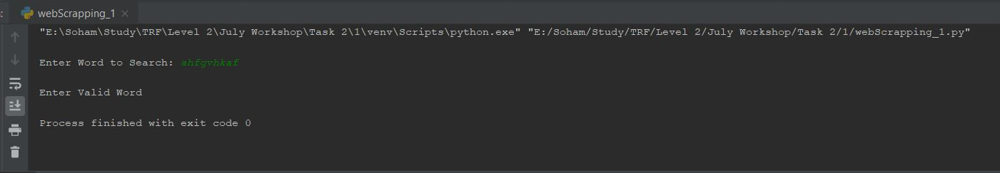 : webScrapping_1 ×
"E:\Soham\Study\TRF\Level 2\July Workshop\Task 2\1\venv\Scripts\python.exe" "E:/Soham/Study/TRF/Level 2/July Workshop/Task 2/1/webScrapping_1.py"
Enter Word to Search: ahfgvhkaf
Enter Valid Word
Process finished with exit code 0